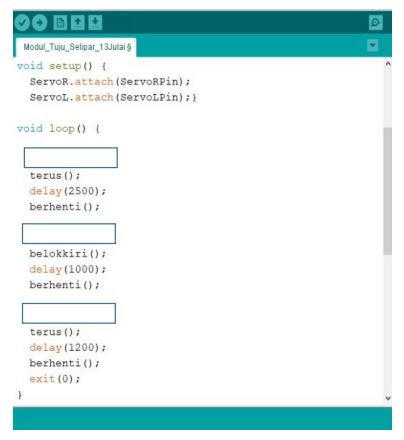 Modul_Tuju_Selipar_13Julai §
void setup() {
ServoR.attach(ServoRPin);
ServoL.attach(ServoLPin);}
void loop() {
terus();
delay(2500);
berhenti();
belokkiri();
delay(1000);
berhenti();
terus();
delay(1200);
berhenti();
exit(0);
}